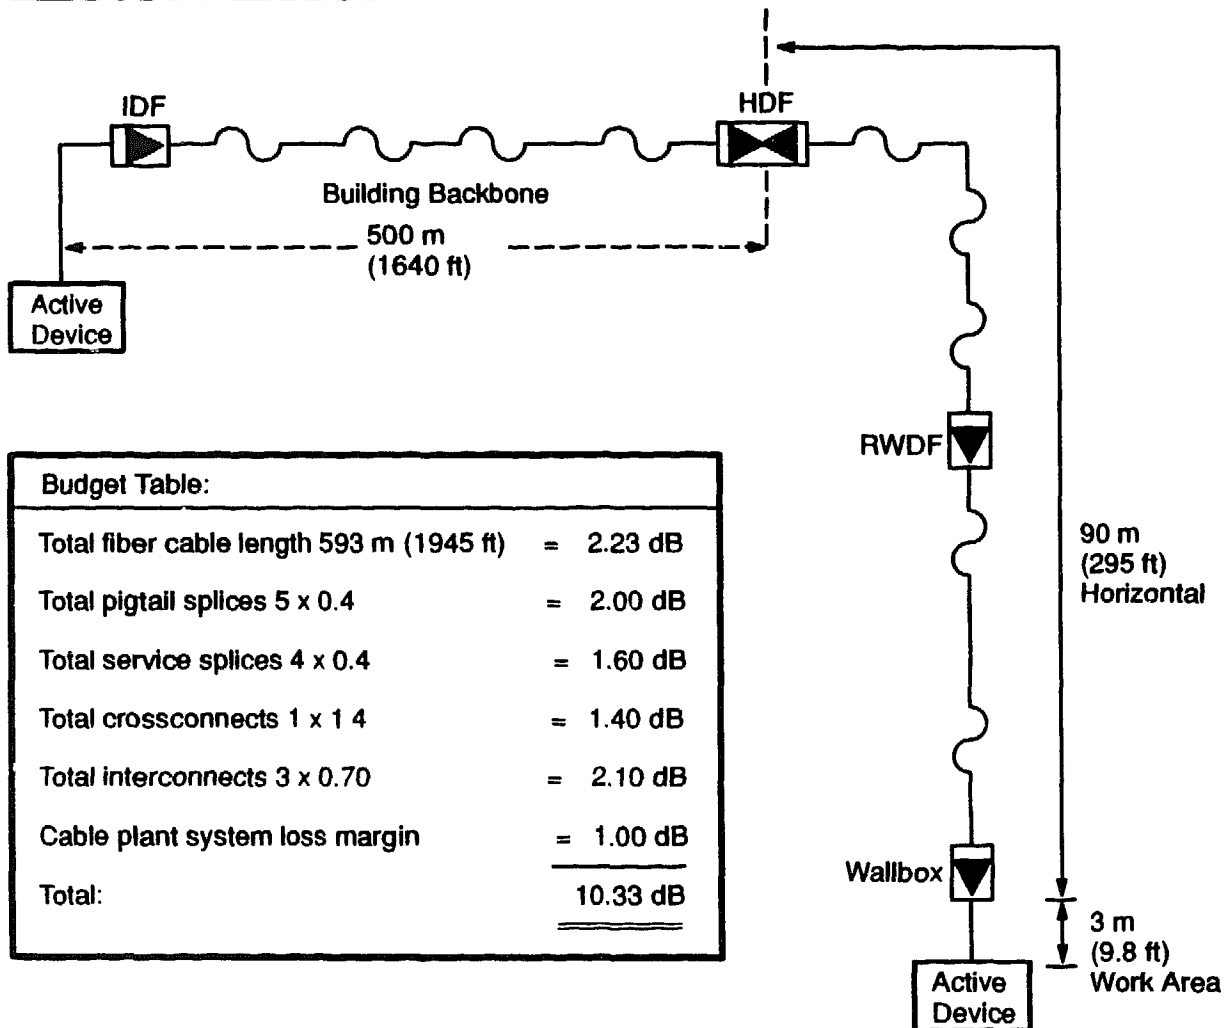 IDF
HDF
Building Backbone
500 m
(1640 ft)
Active
Device
RWDF
90 m
(295 ft)
Horizontal
Budget Table:
Total fiber cable length 593 m (1945 ft) = 2.23 dB
Total pigtail splices 5 x 0.4 = 2.00 dB
Total service splices 4 x 0.4 = 1.60 dB
Total crossconnects 1 x 1 4 = 1.40 dB
Total interconnects 3 x 0.70 = 2.10 dB
Cable plant system loss margin = 1.00 dB
Total: 10.33 dB
Wallbox
3 m
(9.8 ft)
Work Area
Active
Device